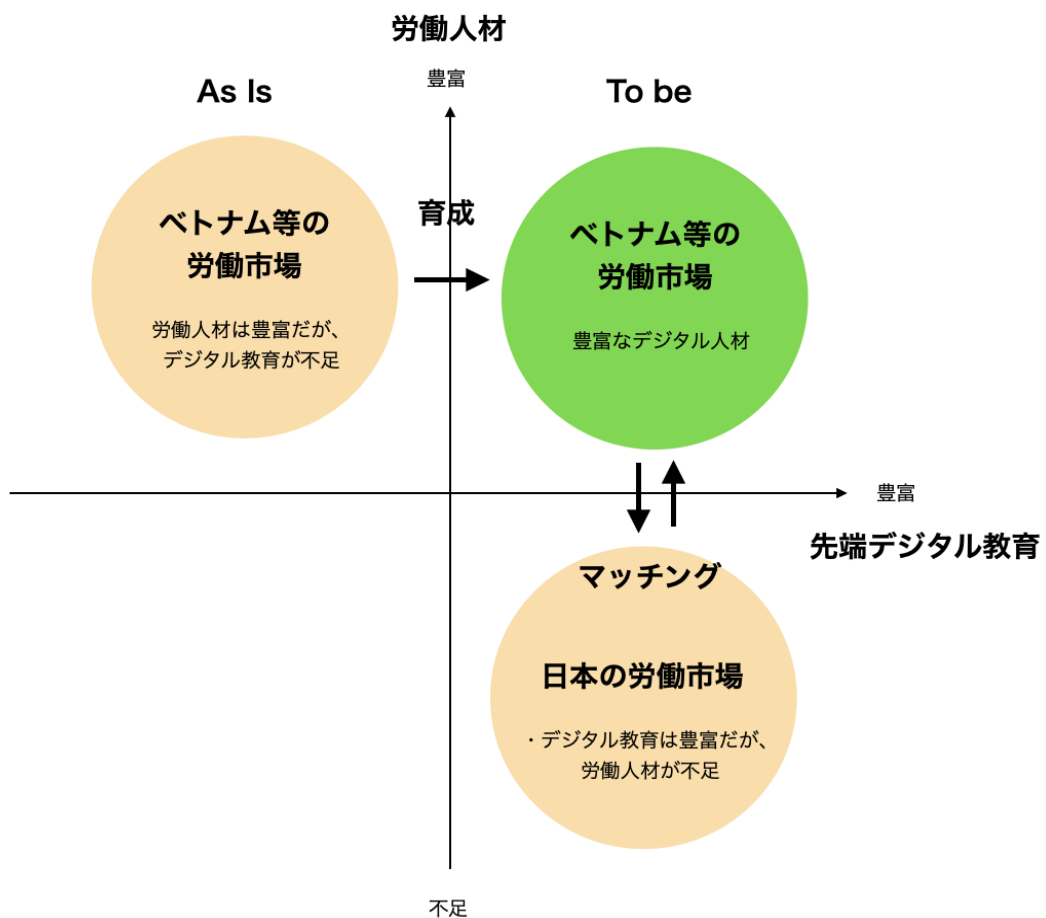 労働人材
豊富
As Is
To be
ベトナム等の
労働市場
労働人材は豊富だが、
デジタル教育が不足
育成
ベトナム等の
労働市場
豊富なデジタル人材
豊富
先端デジタル教育
マッチング
日本の労働市場
・デジタル教育は豊富だが、
労働人材が不足
不足